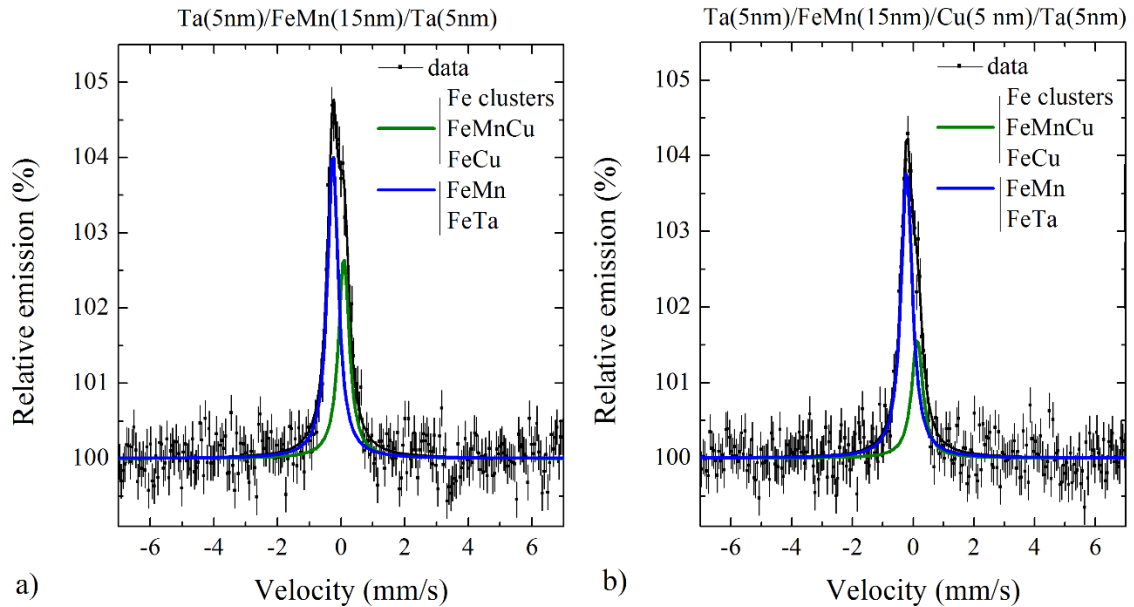 Ta(5nm)/FeMn(15nm)/Ta(5nm)
data
Fe clusters
FeMnCu
FeCu
FeMn
FeTa
105
104
103
102
101
100
Relative emission (%)
-6 -4 -2 0 2 4 6
Velocity (mm/s)
a)
Ta(5nm)/FeMn(15nm)/Cu(5 nm)/Ta(5nm)
data
Fe clusters
FeMnCu
FeCu
FeMn
FeTa
105
104
103
102
101
100
Relative emission (%)
-6 -4 -2 0 2 4 6
Velocity (mm/s)
b)